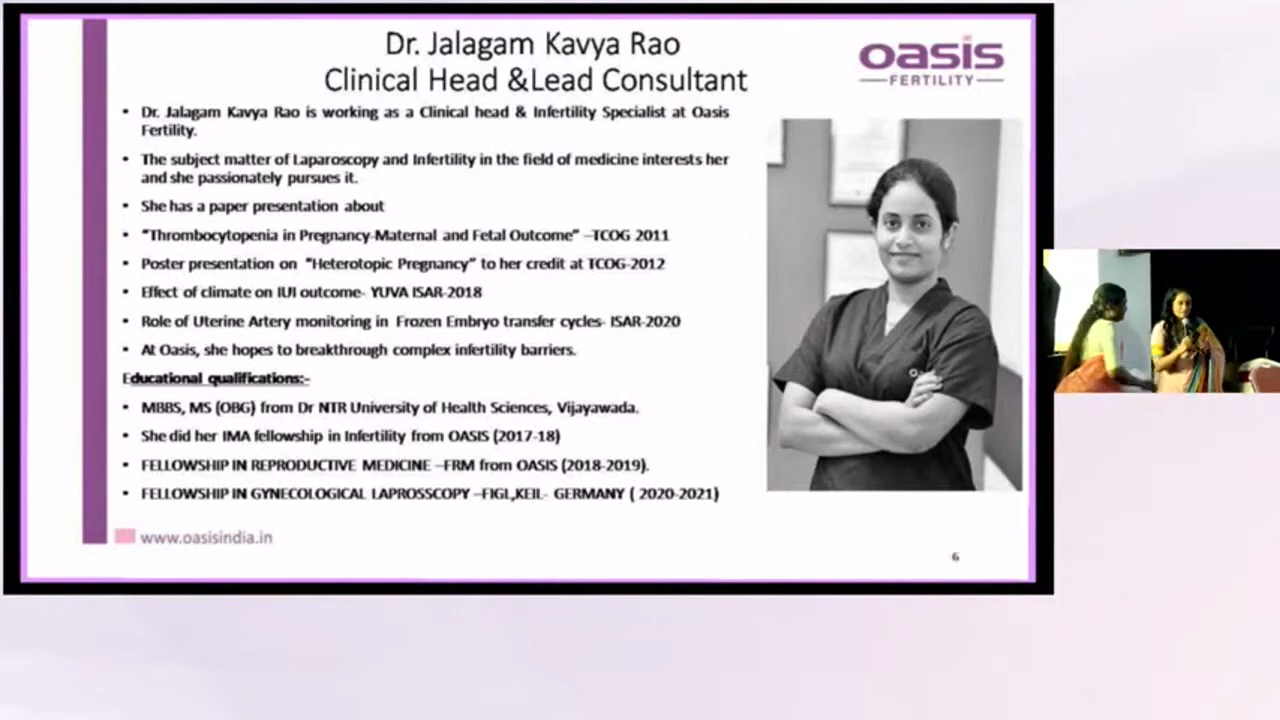 Dr. Jalagam Kavya Rao
Clinical Head &Lead Consultant
oasis
FERTILITY
• Dr. Jalagam Kavya Rao is working as a Clinical head & Infertility Specialist at Oasis
Fertility.
• The subject matter of Laparoscopy and Infertility in the field of medicine interests her
and she passionately pursues it.
• She has a paper presentation about
• "Thrombocytopenia in Pregnancy-Maternal and Fetal Outcome" –TCOG 2011
• Poster presentation on "Heterotopic Pregnancy" to her credit at TCOG-2012
• Effect of climate on IUI outcome- YUVA ISAR-2018
• Role of Uterine Artery monitoring in Frozen Embryo transfer cycles- ISAR-2020
• At Oasis, she hopes to breakthrough complex infertility barriers.
Educational qualifications:-
• MBBS, MS (OBG) from Dr NTR University of Health Sciences, Vijayawada.
• She did her IMA fellowship in Infertility from OASIS (2017-18)
• FELLOWSHIP IN REPRODUCTIVE MEDICINE –FRM from OASIS (2018-2019).
• FELLOWSHIP IN GYNECOLOGICAL LAPROSSCOPY –FIGL,KEIL- GERMANY ( 2020-2021)
www.oasisindia.in
6